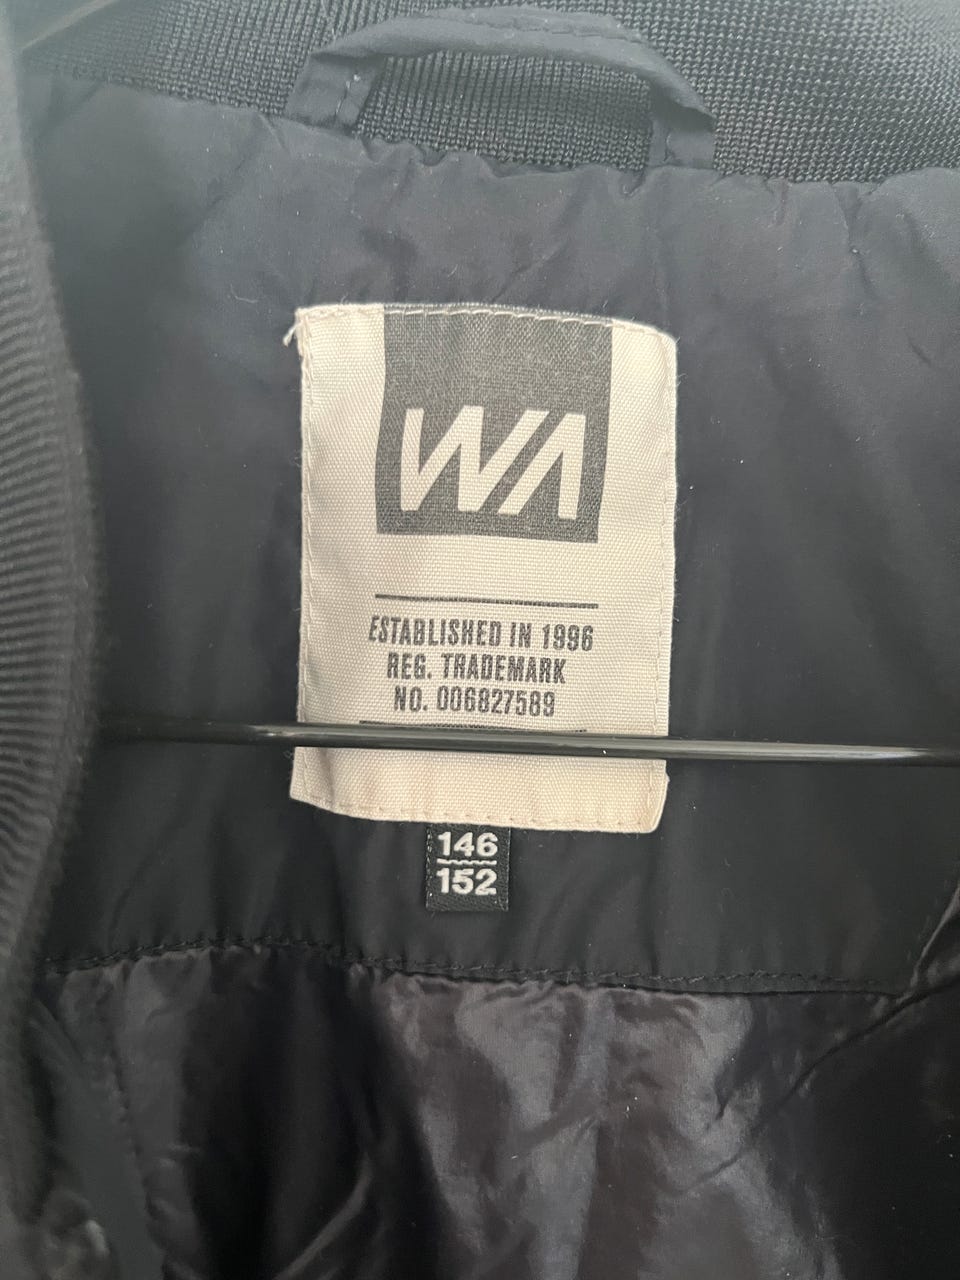 WA
ESTABLISHED IN 1996
REG. TRADEMARK
NO. 006827589
146
152